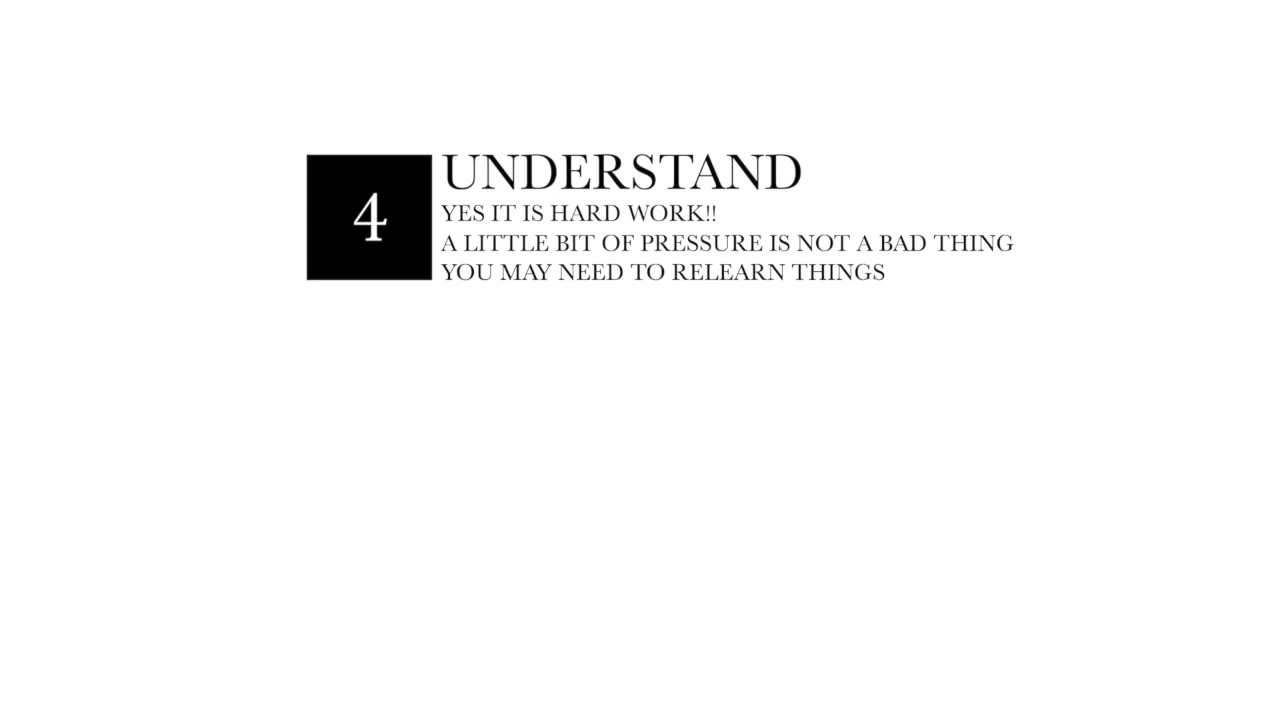 4
UNDERSTAND
YES IT IS HARD WORK!!
A LITTLE BIT OF PRESSURE IS NOT A BAD THING
YOU MAY NEED TO RELEARN THINGS